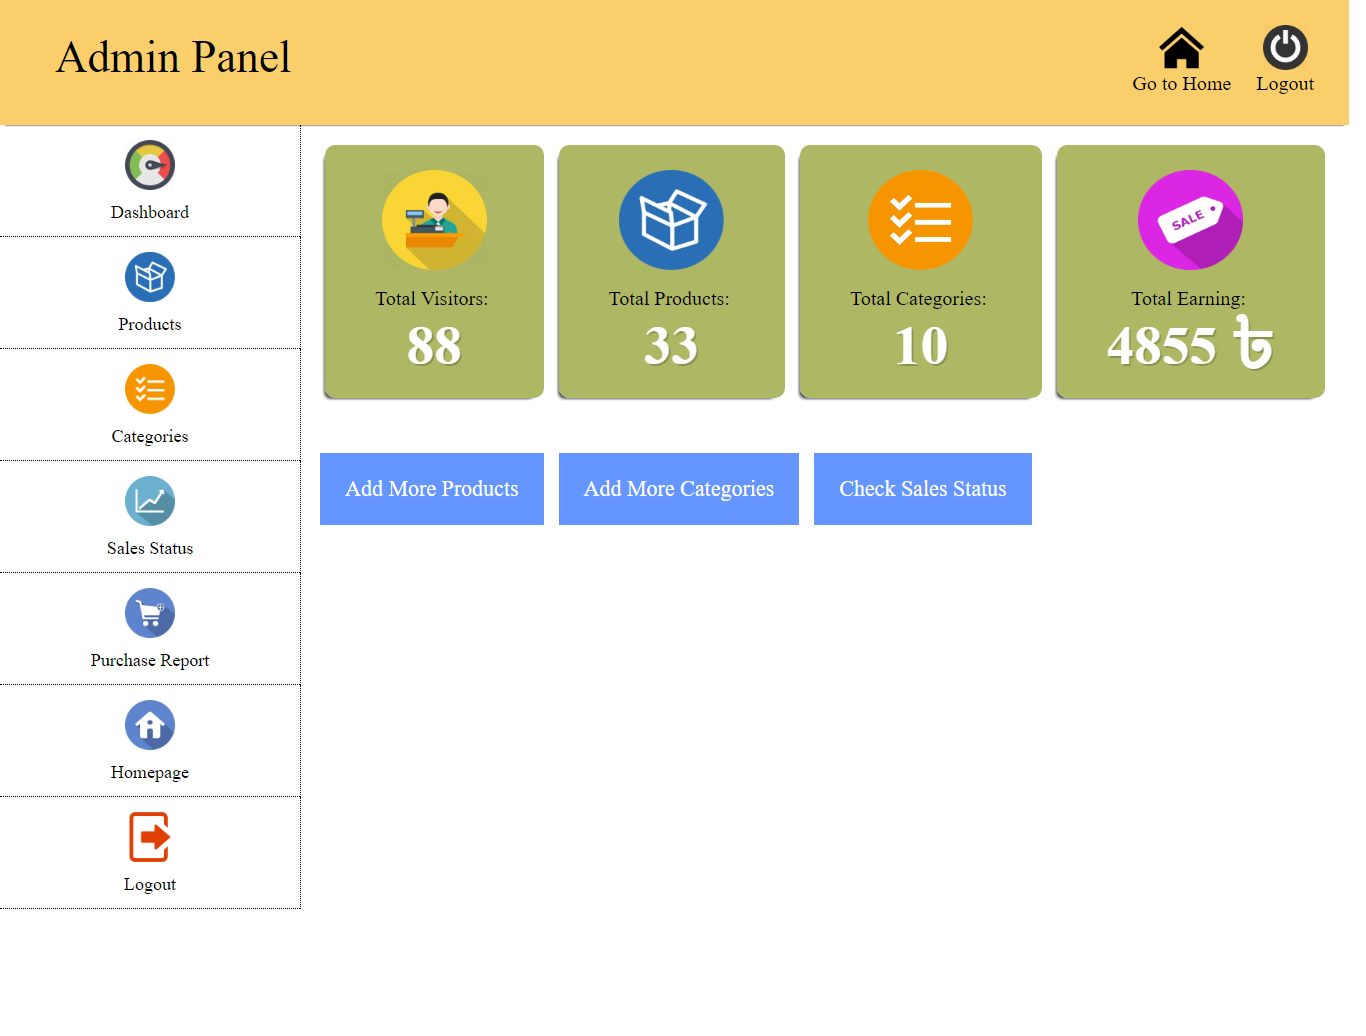 Admin Panel
Go to Home
Logout
Dashboard
Products
Categories
Sales Status
Purchase Report
Homepage
Logout
Total Visitors:
88
Total Products:
33
Total Categories:
10
SALE
Total Earning:
4855 ৳
Add More Products
Add More Categories
Check Sales Status